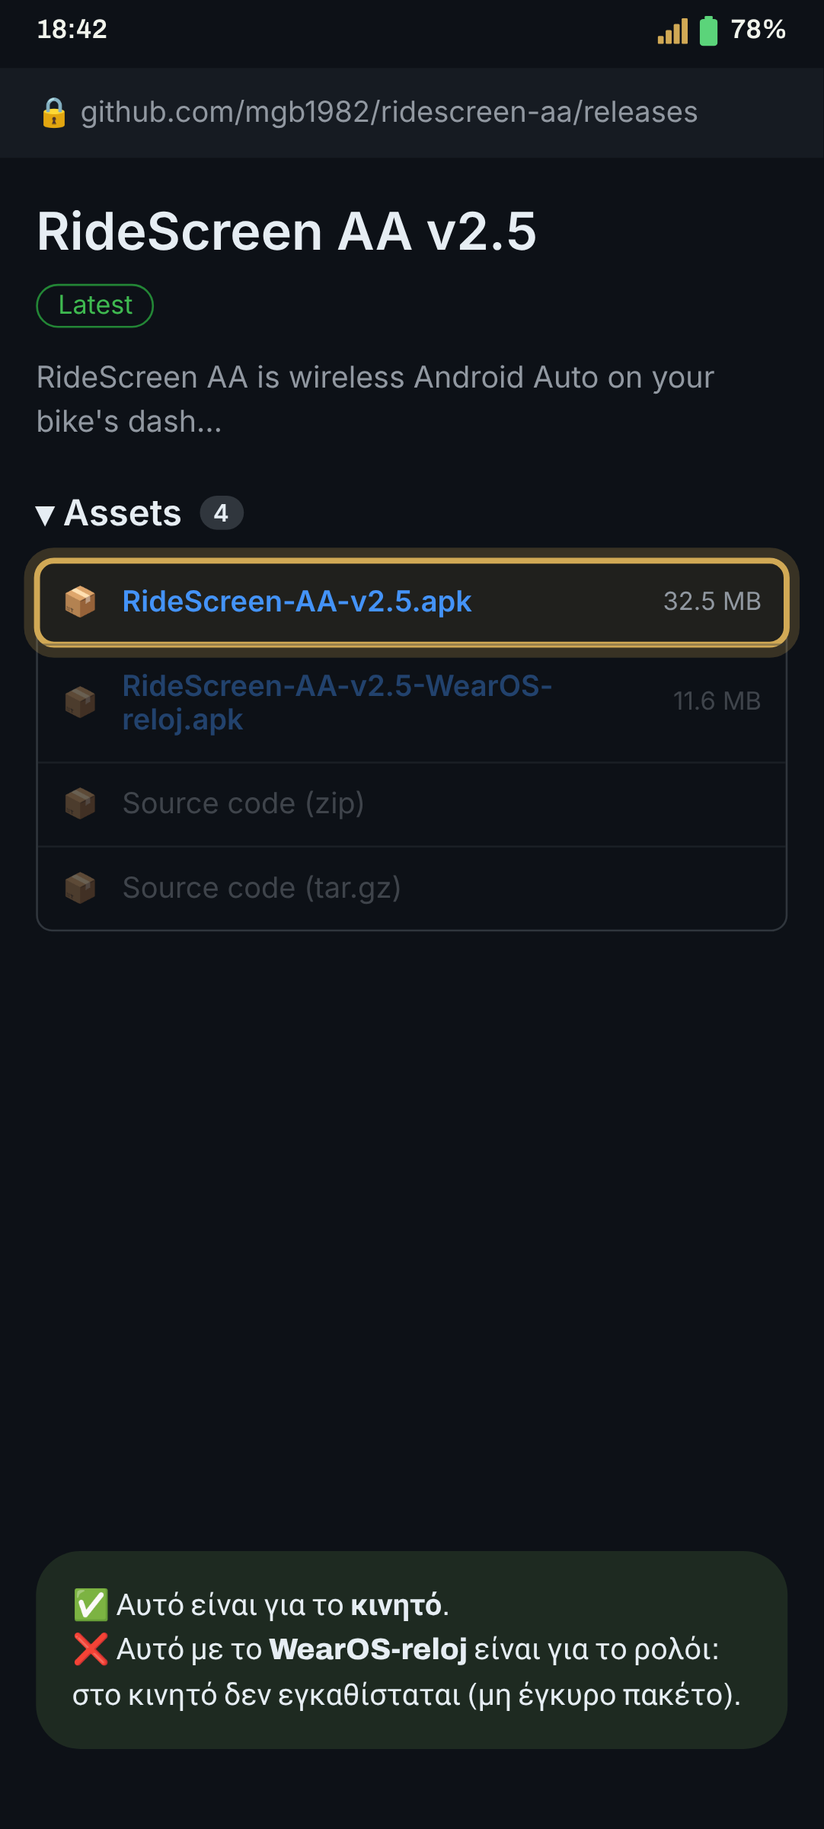 18:42
78%
github.com/mgb1982/ridescreen-aa/releases
RideScreen AA v2.5
Latest
RideScreen AA is wireless Android Auto on your
bike's dash...
▼ Assets 4
RideScreen-AA-v2.5.apk 32.5 MB
RideScreen-AA-v2.5-WearOS-
reloj.apk 11.6 MB
Source code (zip)
Source code (tar.gz)
✅ Αυτό είναι για το κινητό.
❌ Αυτό με το WearOS-reloj είναι για το ρολόι:
στο κινητό δεν εγκαθίσταται (μη έγκυρο πακέτο).